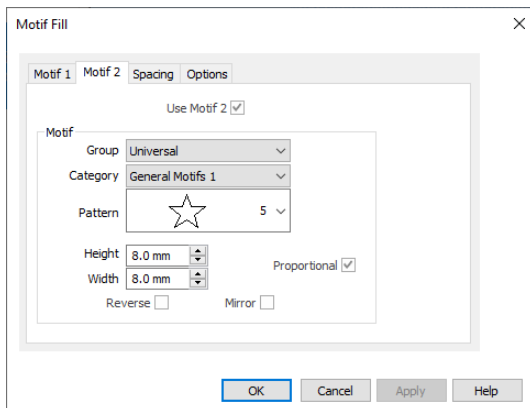 Motif Fill
Motif 1 Motif 2 Spacing Options
Use Motif 2
Motif
Group Universal
Category General Motifs 1
Pattern 5
Height 8.0 mm
Width 8.0 mm
Proportional
Reverse Mirror
OK Cancel Apply Help